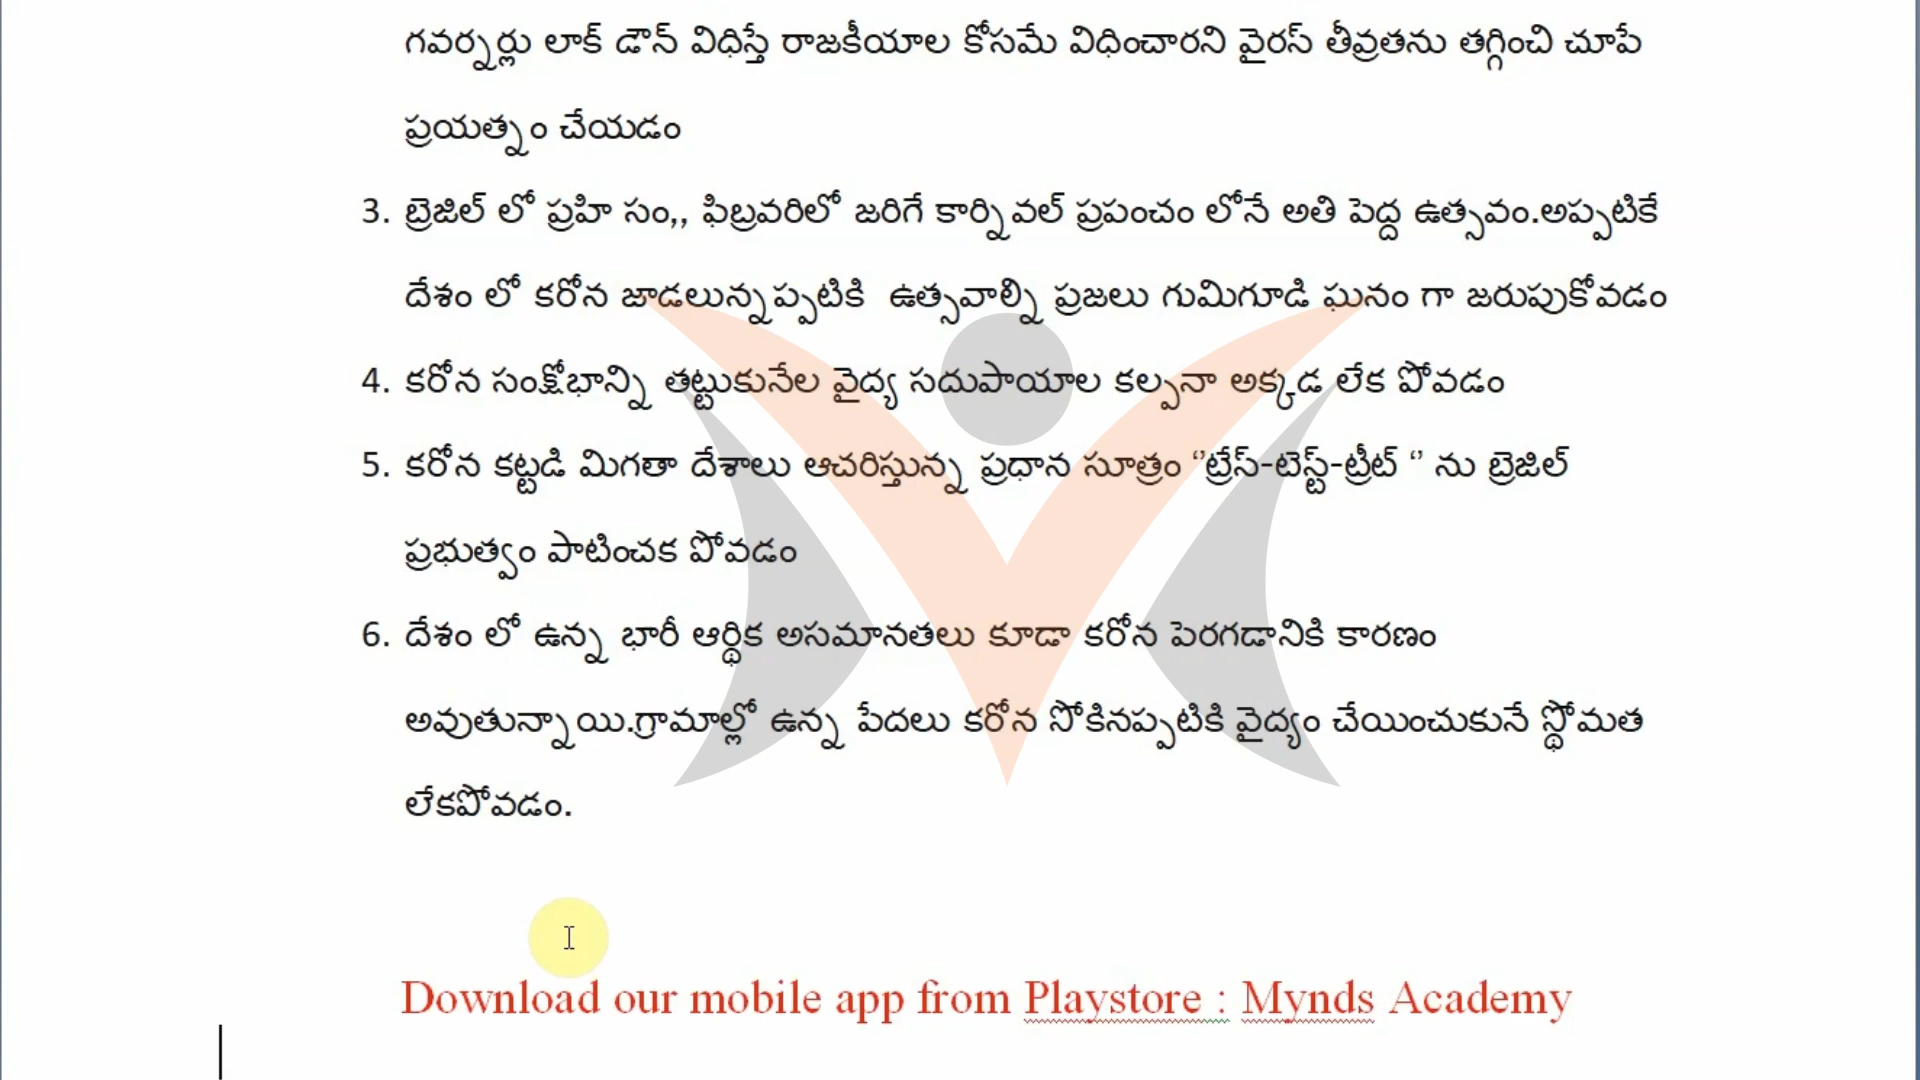 గవర్నర్లు లాక్ డౌన్ విధిస్తే రాజకీయాల కోసమే విధించారని వైరస్ తీవ్రతను తగ్గించి చూపే
ప్రయత్నం చేయడం
3. బ్రెజిల్ లో ప్రహి సం,, ఫిబ్రవరిలో జరిగే కార్నివల్ ప్రపంచం లోనే అతి పెద్ద ఉత్సవం.అప్పటికే
దేశం లో కరోన జాడలున్నప్పటికి ఉత్సవాల్ని ప్రజలు గుమిగూడి ఘనం గా జరుపుకోవడం
4. కరోన సంక్షోభాన్ని తట్టుకునేల వైద్య సదుపాయాల కల్పనా అక్కడ లేక పోవడం
5. కరోన కట్టడి మిగతా దేశాలు ఆచరిస్తున్న ప్రధాన సూత్రం ‘’ట్రేస్-టెస్ట్-ట్రీట్ ‘’ ను బ్రెజిల్
ప్రభుత్వం పాటించక పోవడం
6. దేశం లో ఉన్న భారీ ఆర్థిక అసమానతలు కూడా కరోన పెరగడానికి కారణం
అవుతున్నాయి.గ్రామాల్లో ఉన్న పేదలు కరోన సోకినప్పటికి వైద్యం చేయించుకునే స్థోమత
లేకపోవడం.
Download our mobile app from Playstore : Mynds Academy